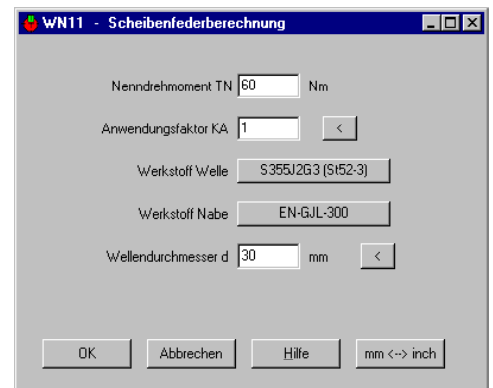 WN11 - Scheibenfederberechnung
Nenndrehmoment TN 60 Nm
Anwendungsfaktor KA 1 <
Werkstoff Welle S355J2G3 (St52-3)
Werkstoff Nabe EN-GJL-300
Wellendurchmesser d 30 mm <
OK Abbrechen Hilfe mm <--> inch